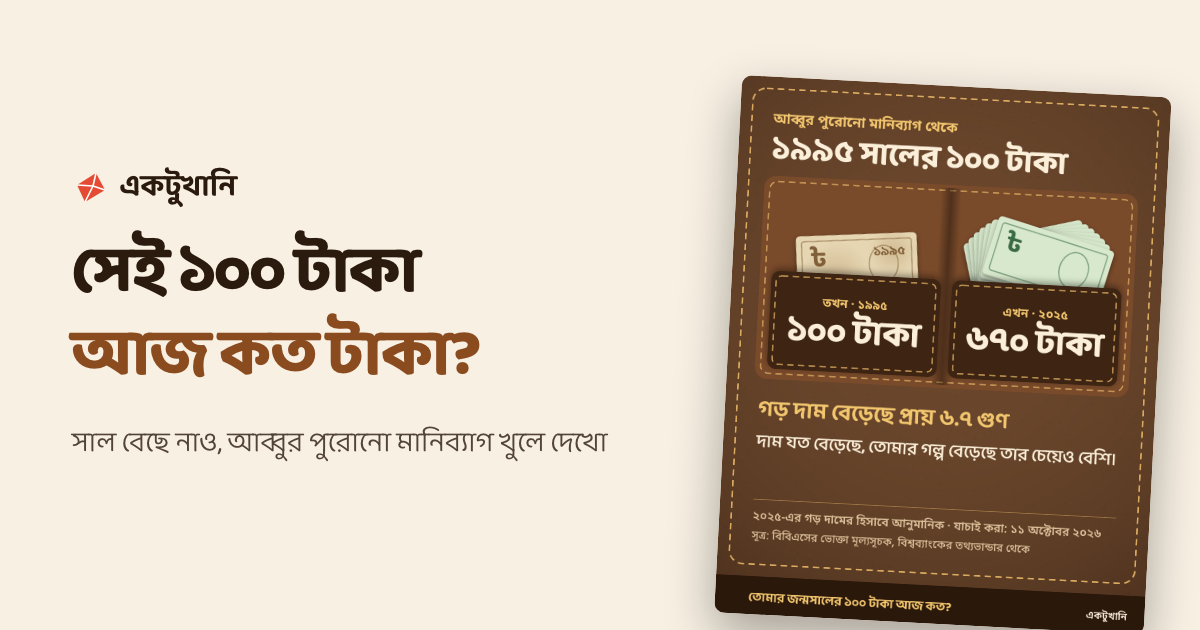 একটুখানি
সেই ১০০ টাকা
আজ কত টাকা?
সাল বেছে নাও, আব্বুর পুরোনো মানিব্যাগ খুলে দেখো
আব্বুর পুরোনো মানিব্যাগ থেকে
১৯৯৫ সালের ১০০ টাকা
৳ ১৯৯৫
৳
তখন · ১৯৯৫
১০০ টাকা
এখন · ২০২৫
৬৭০ টাকা
গড় দাম বেড়েছে প্রায় ৬.৭ গুণ
দাম যত বেড়েছে, তোমার গল্প বেড়েছে তার চেয়েও বেশি।
২০২৫-এর গড় দামের হিসাবে আনুমানিক · যাচাই করা: ১১ অক্টোবর ২০২৬
সূত্র: বিবিএসের ভোক্তা মূল্যসূচক, বিশ্বব্যাংকের তথ্যভান্ডার থেকে
তোমার জন্মসালের ১০০ টাকা আজ কত?
একটুখানি